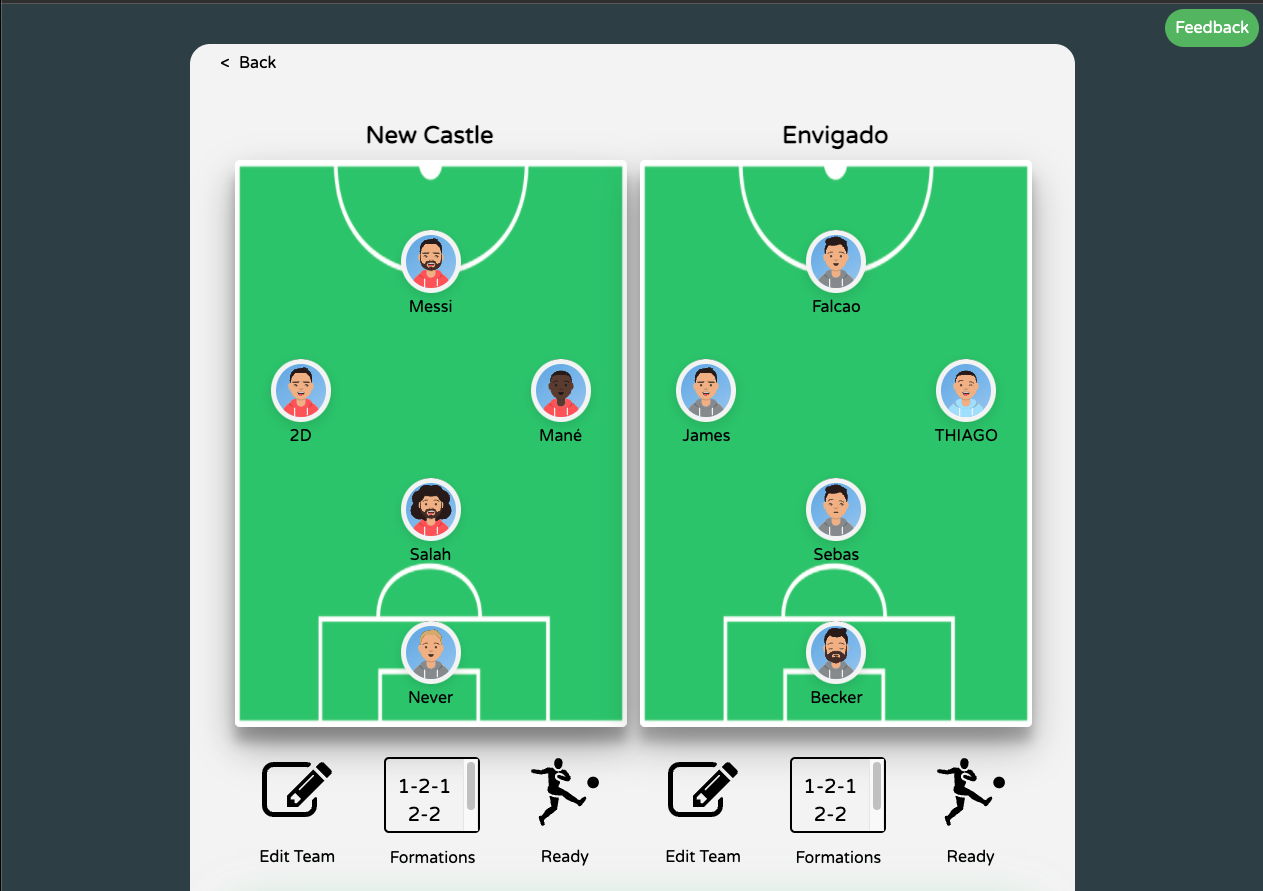 Feedback
< Back
New Castle
Messi
2D
Mané
Salah
Never
Edit Team
1-2-1
2-2
Formations
Ready
Envigado
Falcao
James
THIAGO
Sebas
Becker
Edit Team
1-2-1
2-2
Formations
Ready